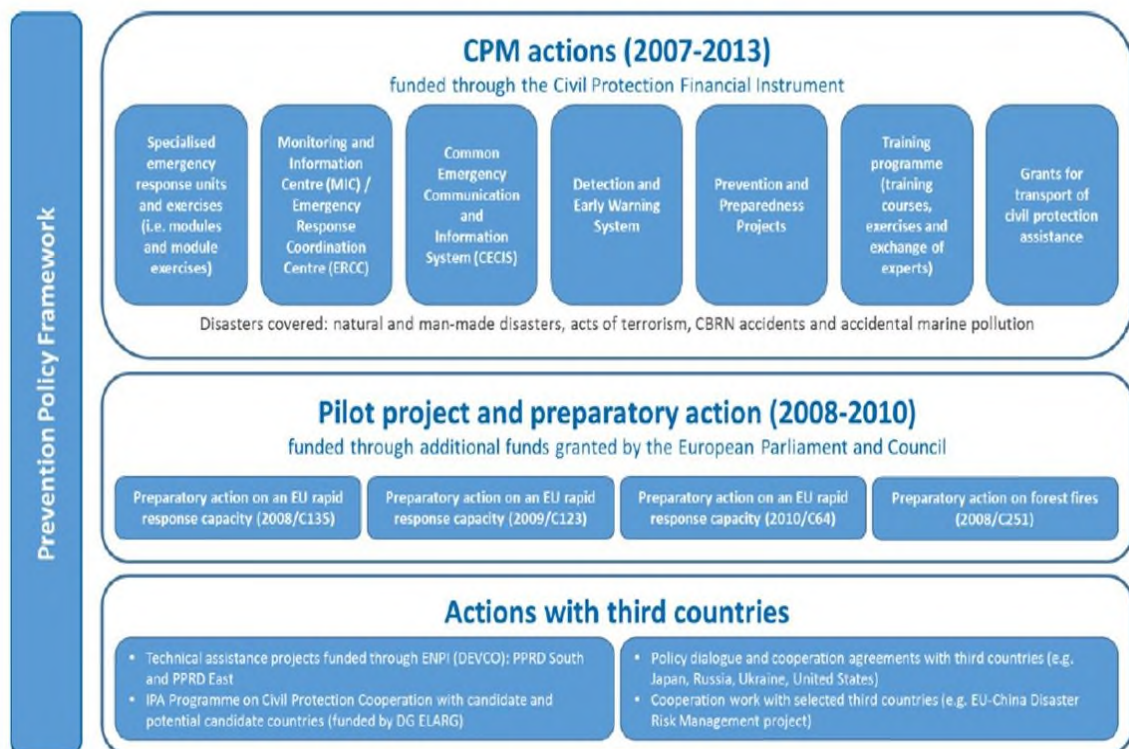 Prevention Policy Framework
CPM actions (2007-2013)
funded through the Civil Protection Financial Instrument
Specialised
emergency
response units
and exercises
(i.e. modules
and module
exercises)
Monitoring and
Information
Centre (MIC) /
Emergency
Response
Coordination
Centre (ERCC)
Common
Emergency
Communication
and
Information
System (CECIS)
Detection and
Early Warning
System
Prevention and
Preparedness
Projects
Training
programme
(training
courses,
exercises and
exchange of
experts)
Grants for
transport of
civil protection
assistance
Disasters covered: natural and man-made disasters, acts of terrorism, CBRN accidents and accidental marine pollution
Pilot project and preparatory action (2008-2010)
funded through additional funds granted by the European Parliament and Council
Preparatory action on an EU rapid
response capacity (2008/C135)
Preparatory action on an EU rapid
response capacity (2009/C123)
Preparatory action on an EU rapid
response capacity (2010/C64)
Preparatory action on forest fires
(2008/C251)
Actions with third countries
• Technical assistance projects funded through ENPI (DEVCO): PPRD South
and PPRD East
• IPA Programme on Civil Protection Cooperation with candidate and
potential candidate countries (funded by DG ELARG)
• Policy dialogue and cooperation agreements with third countries (e.g.
Japan, Russia, Ukraine, United States)
• Cooperation work with selected third countries (e.g. EU-China Disaster
Risk Management project)